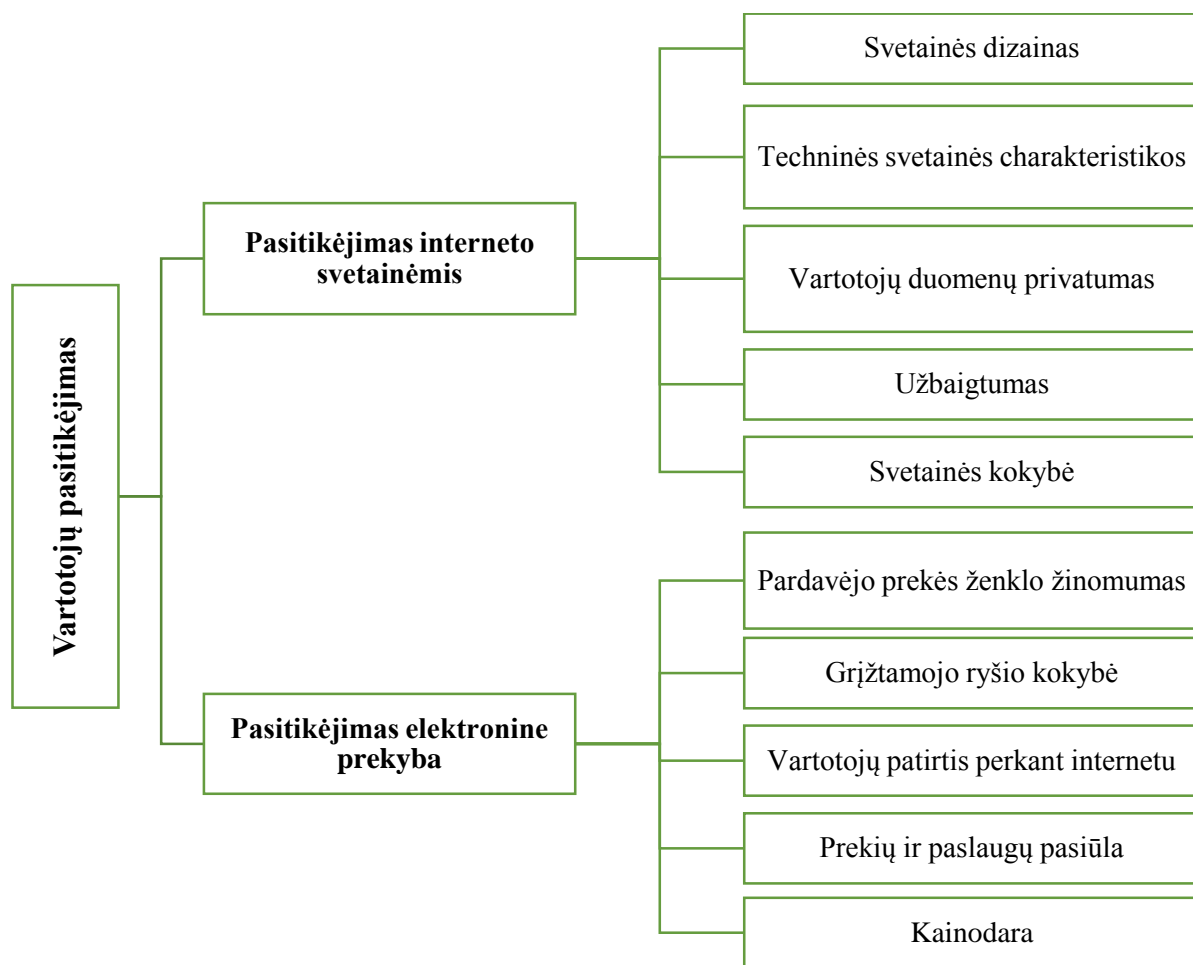 Vartotojų pasitikėjimas
Pasitikėjimas interneto
svetainėmis
Svetainės dizainas
Techninės svetainės charakteristikos
Vartotojų duomenų privatumas
Užbaigtumas
Svetainės kokybė
Pasitikėjimas elektronine
prekyba
Pardavėjo prekės ženklo žinomumas
Grįžtamojo ryšio kokybė
Vartotojų patirtis perkant internetu
Prekių ir paslaugų pasiūla
Kainodara